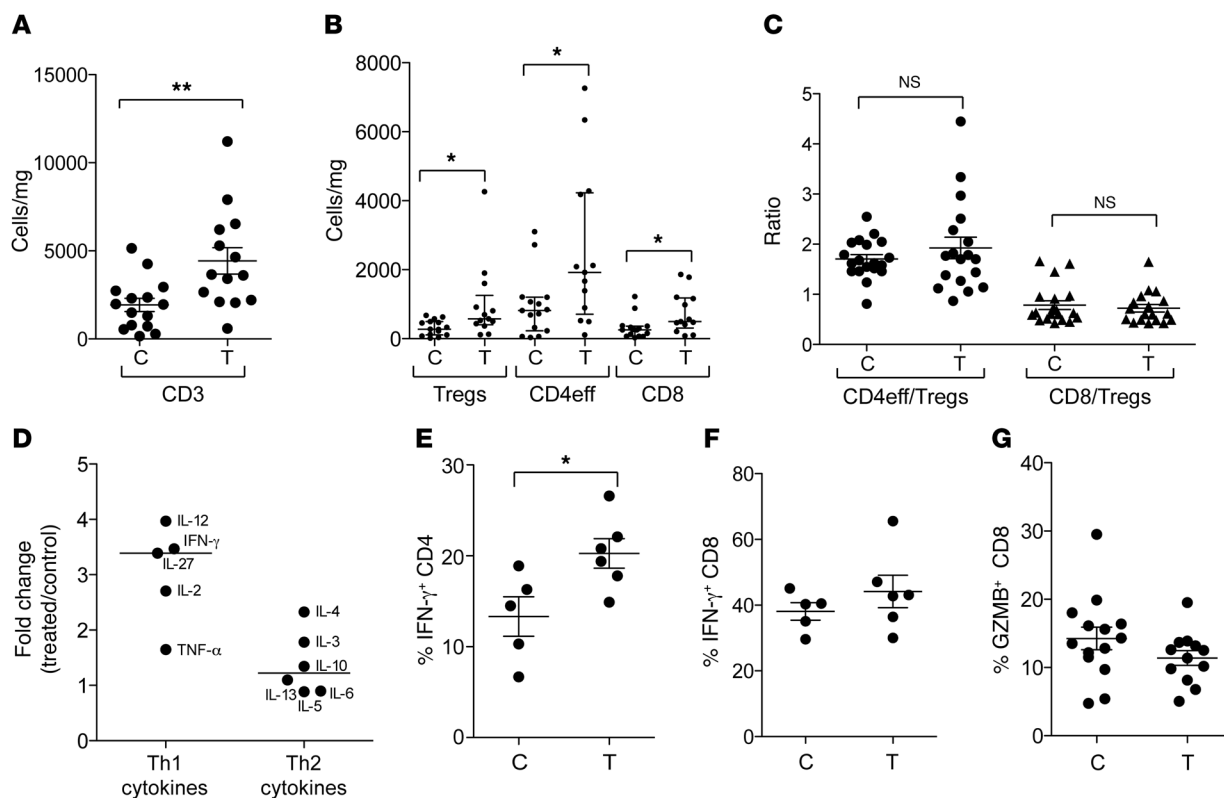 A
15000
10000
5000
0
Cells/mg
**
C T
CD3
B
8000
6000
4000
2000
0
Cells/mg
*
*
*
C T C T C T
Tregs CD4eff CD8
C
5
4
3
2
1
0
Ratio
NS
NS
C T C T
CD4eff/Tregs CD8/Tregs
D
5
4
3
2
1
0
Fold change
(treated/control)
IL-12
IFN-γ
IL-27
IL-2
TNF-α
IL-4
IL-3
IL-10
IL-13
IL-6
IL-5
Th1
cytokines
Th2
cytokines
E
30
20
10
0
% IFN-γ+ CD4
*
C T
F
80
60
40
20
0
% IFN-γ+ CD8
C T
G
40
30
20
10
0
% GZMB+ CD8
C T